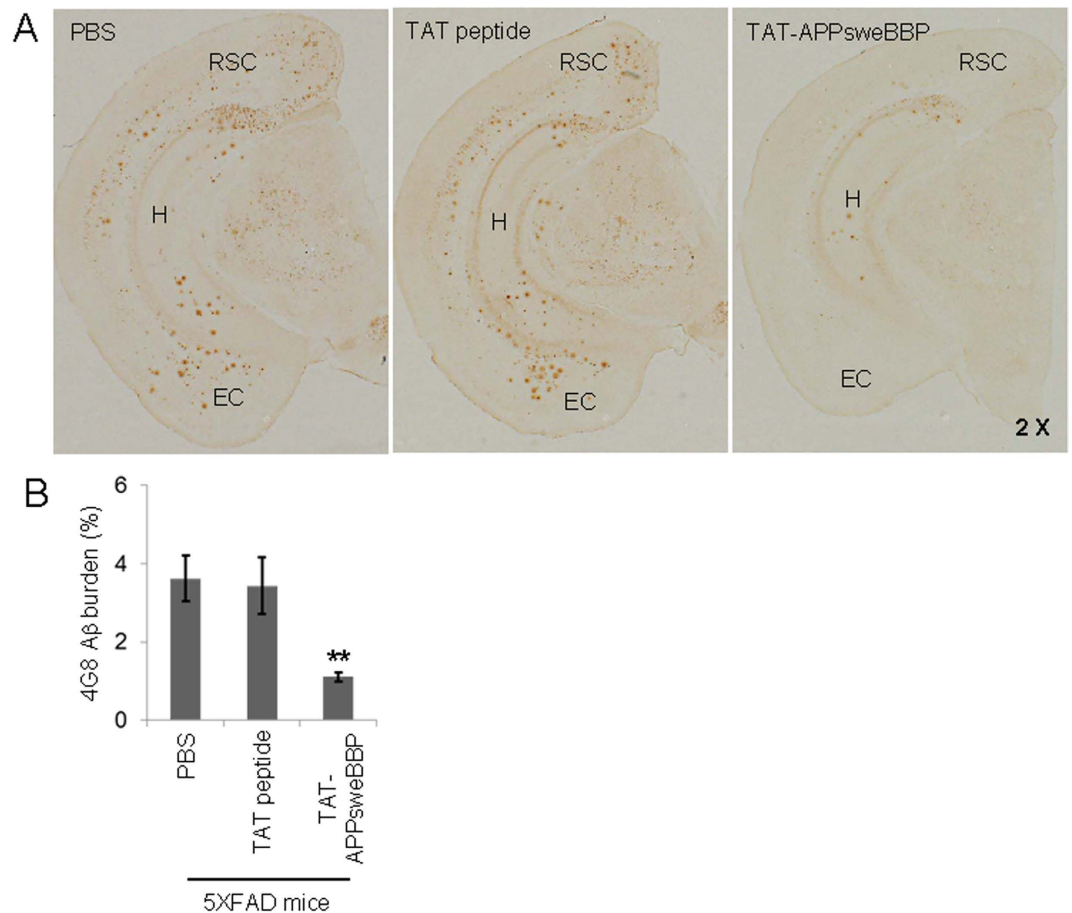 A
PBS
RSC
H
EC
TAT peptide
RSC
H
EC
TAT-APPsweBBP
RSC
H
EC
2 X
B
4G8 Aβ burden (%)
6
4
2
0
**
PBS
TAT peptide
TAT-
APPsweBBP
5XFAD mice